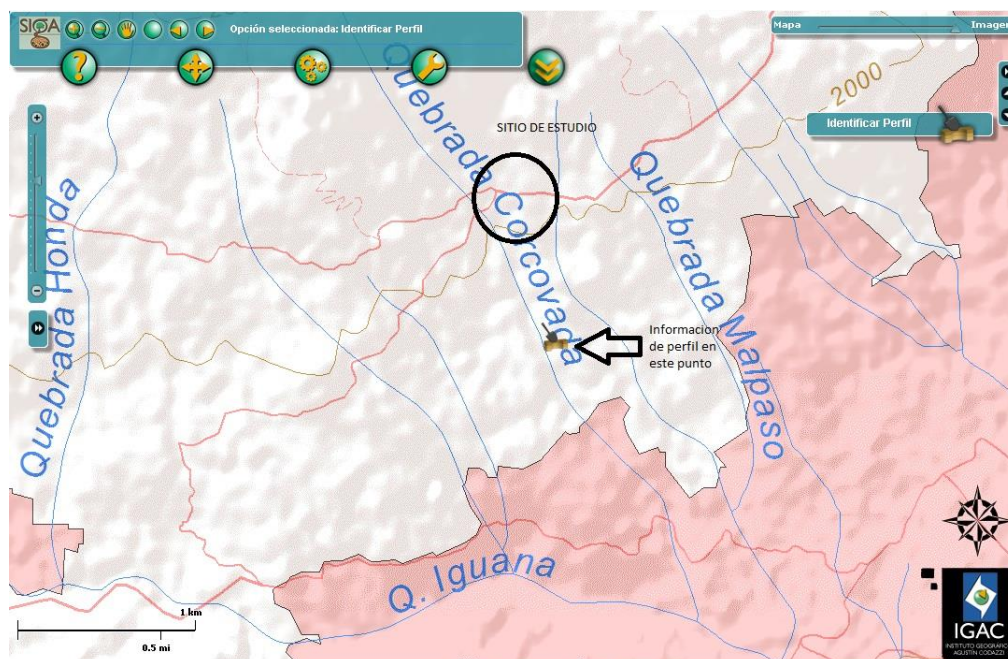 SIGA
Opción seleccionada: Identificar Perfil
Mapa
Imagen
2000
Identificar Perfil
SITIO DE ESTUDIO
Quebrada Corcovada
Quebrada Malpaso
Quebrada Honda
Informacion
de perfil en
este punto
Q. Iguana
1 km
0.5 mi
IGAC
INSTITUTO GEOGRÁFICO
AGUSTÍN CODAZZI